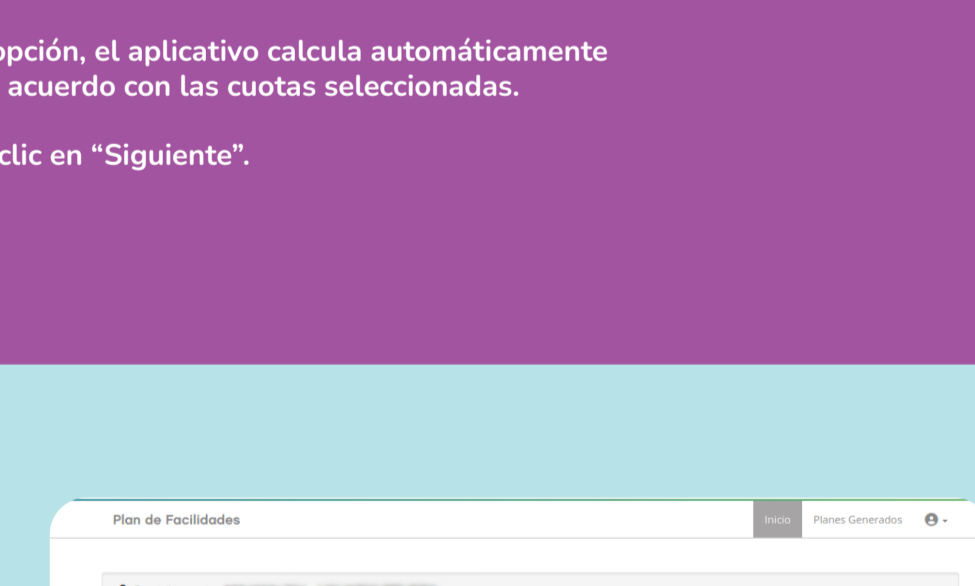 opción, el aplicativo calcula automáticamente
acuerdo con las cuotas seleccionadas.
clic en “Siguiente”.
Plan de Facilidades Inicio Planes Generados